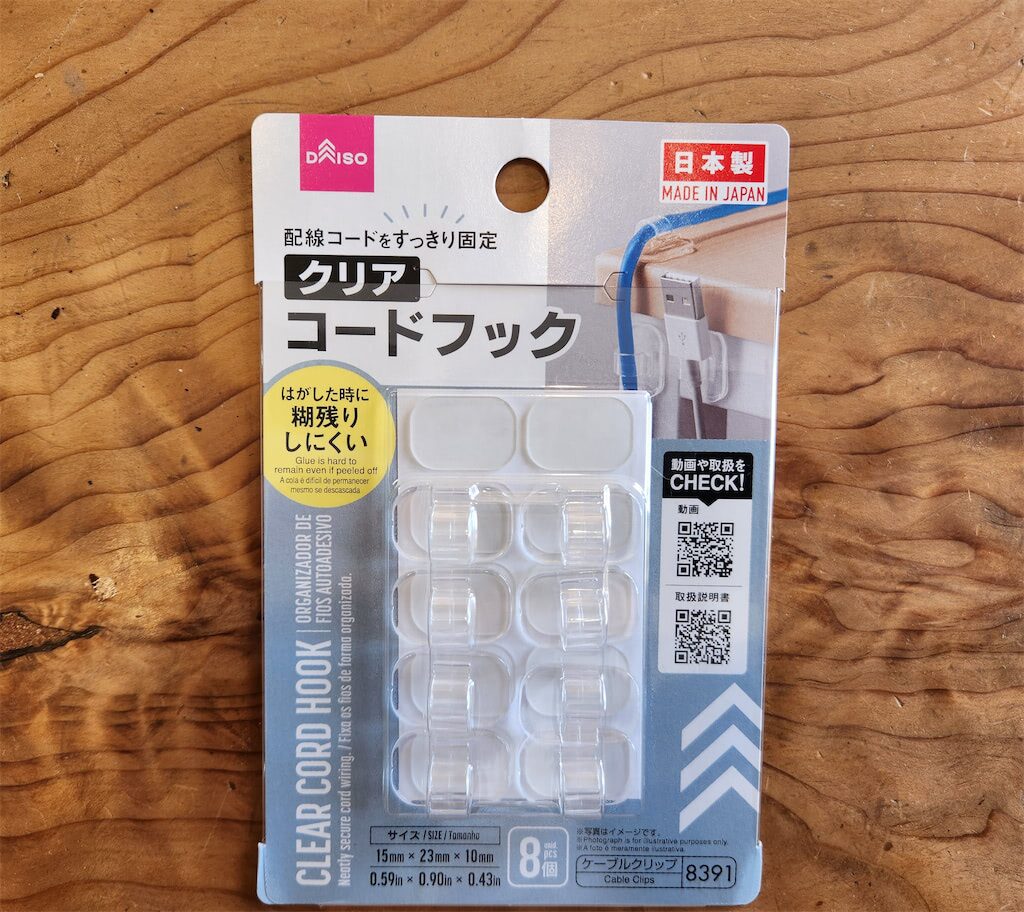 DAISO
日本製
MADE IN JAPAN
配線コードをすっきり固定
クリア
コードフック
はがした時に
糊残り
しにくい
Glue is hard to
remain even if peeled off
A cola é difícil de permanecer
mesmo se descascada
動画や取扱を
CHECK!
動画
取扱説明書
CLEAR CORD HOOK
ORGANIZADOR DE
FIOS AUTOADESIVO
Neatly secure cord wiring. / Fixa os fios de forma organizada.
サイズ / SIZE / Tamanho
15mm × 23mm × 10mm
0.59in × 0.90in × 0.43in
8
unid.
pcs
個
※写真はイメージです。
※Photograph is for illustrative purposes only.
※A foto é meramente ilustrativa.
ケーブルクリップ
Cable Clips
8391